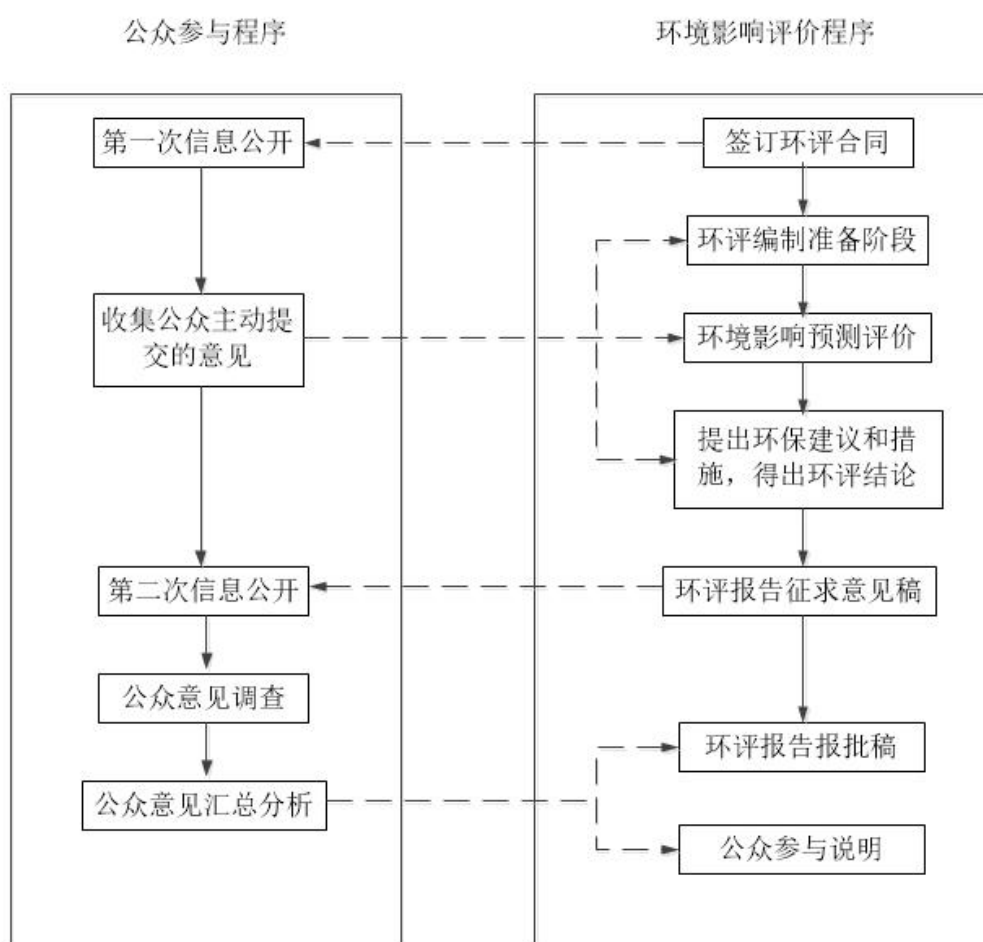 公众参与程序
环境影响评价程序
第一次信息公开
签订环评合同
环评编制准备阶段
收集公众主动提
交的意见
环境影响预测评价
提出环保建议和措
施，得出环评结论
第二次信息公开
环评报告征求意见稿
公众意见调查
环评报告报批稿
公众意见汇总分析
公众参与说明